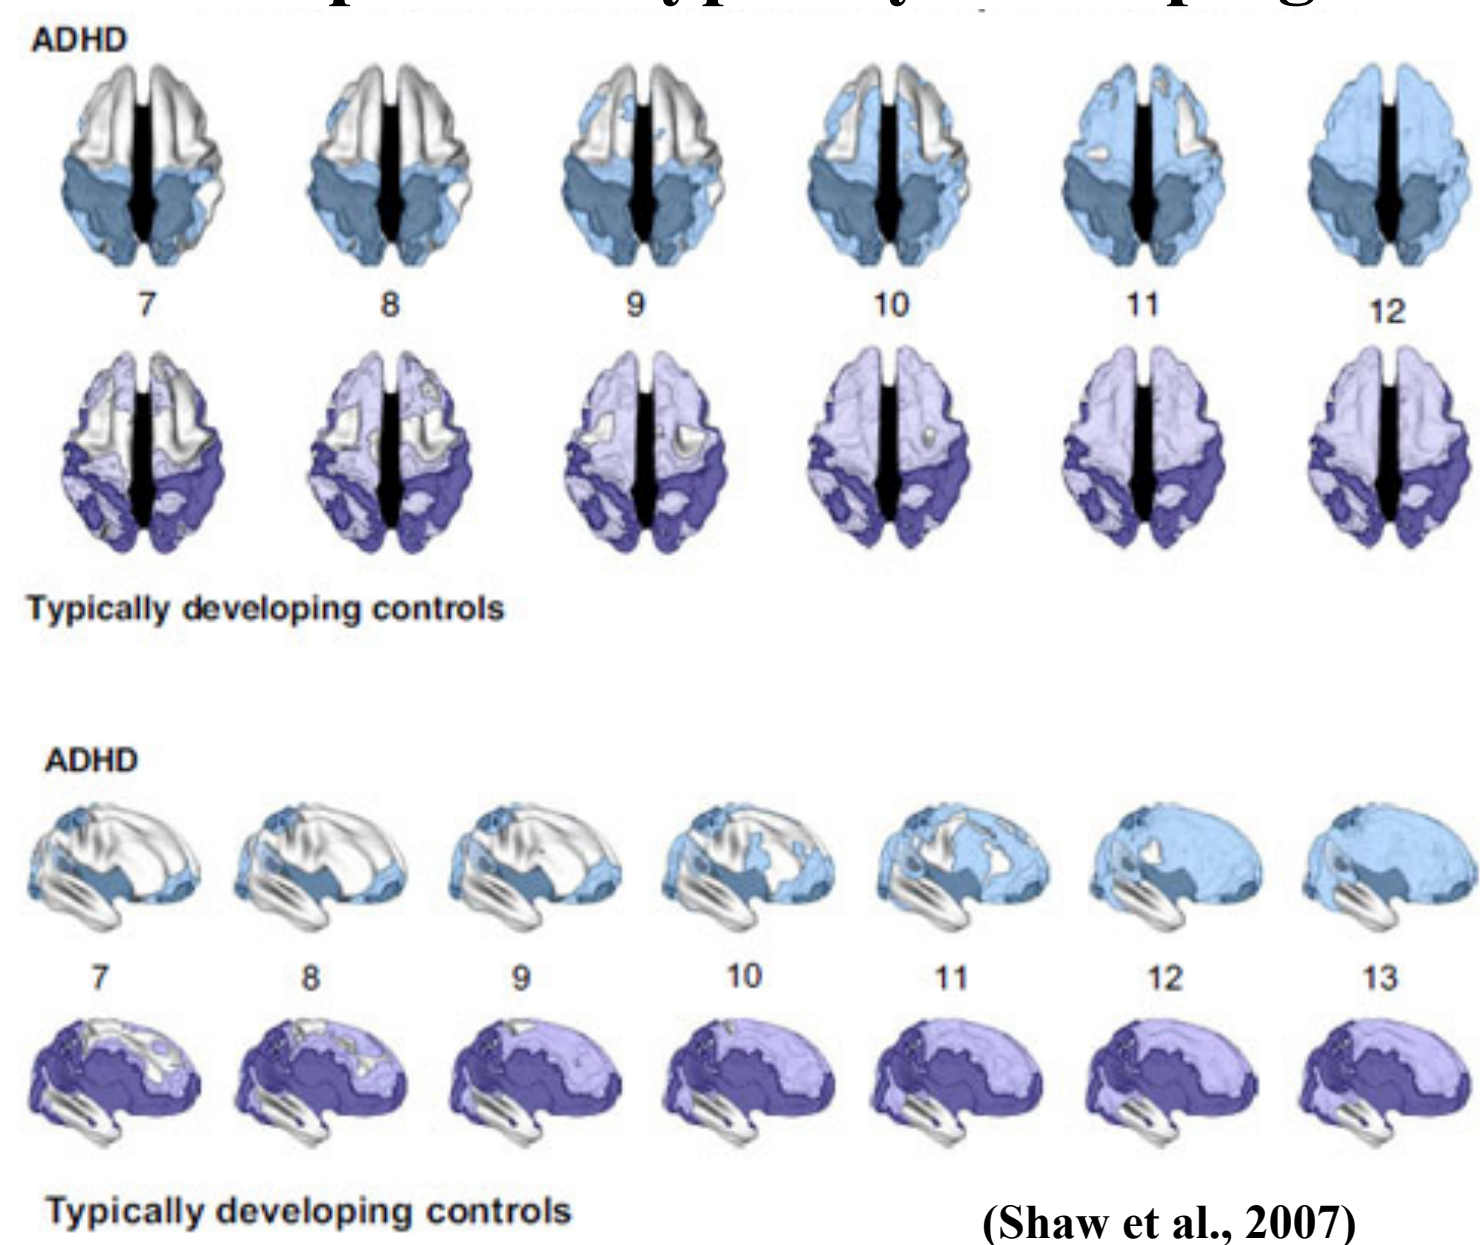 ADHD
7 8 9 10 11 12
Typically developing controls
ADHD
7 8 9 10 11 12 13
Typically developing controls
(Shaw et al., 2007)